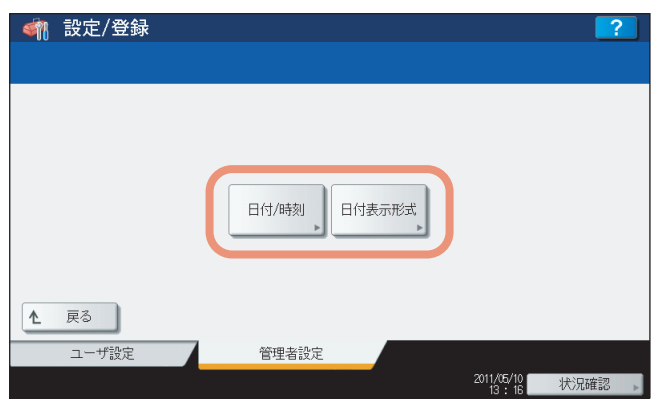 設定/登録
?
日付/時刻
日付表示形式
戻る
ユーザ設定
管理者設定
2011/05/10
13 : 16
状況確認